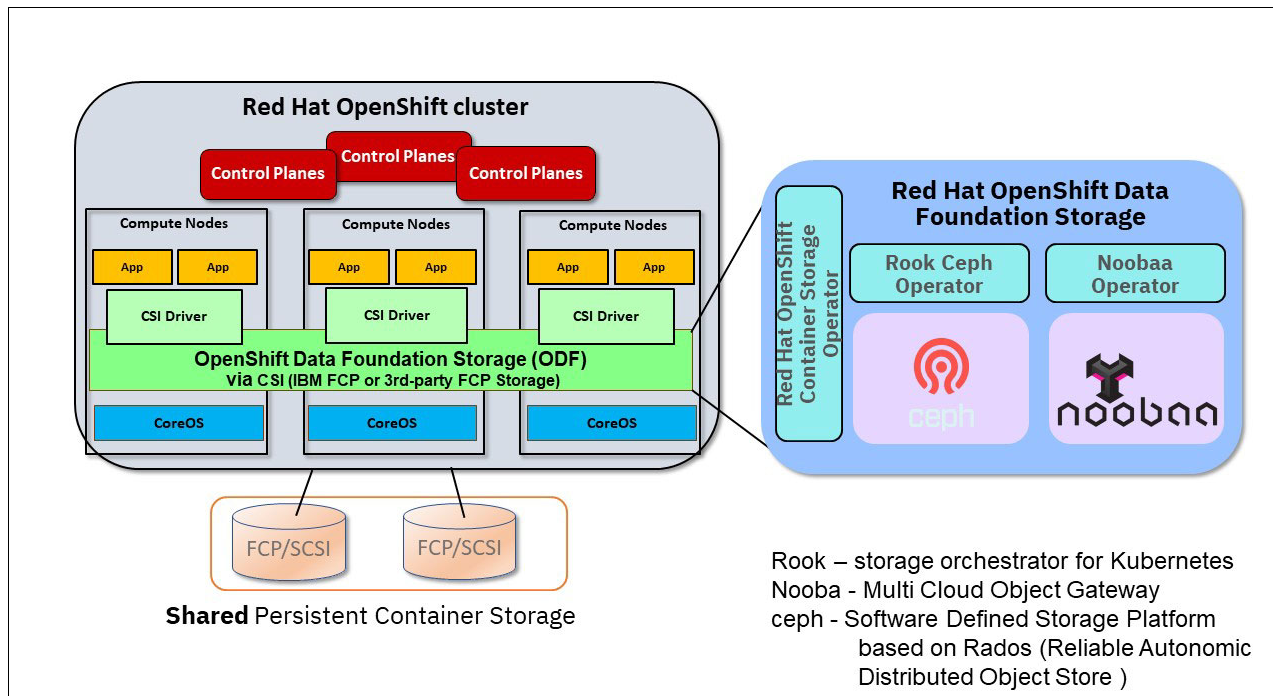 Red Hat OpenShift cluster
Control Planes
Control Planes
Control Planes
Compute Nodes
Compute Nodes
Compute Nodes
App
App
App
App
App
App
CSI Driver
CSI Driver
CSI Driver
OpenShift Data Foundation Storage (ODF)
via CSI (IBM FCP or 3rd-party FCP Storage)
CoreOS
CoreOS
CoreOS
FCP/SCSI
FCP/SCSI
Shared Persistent Container Storage
Red Hat OpenShift Data
Foundation Storage
Red Hat OpenShift
Container Storage
Operator
Rook Ceph
Operator
Noobaa
Operator
ceph
noobaa
Rook – storage orchestrator for Kubernetes
Nooba - Multi Cloud Object Gateway
ceph - Software Defined Storage Platform
based on Rados (Reliable Autonomic
Distributed Object Store )